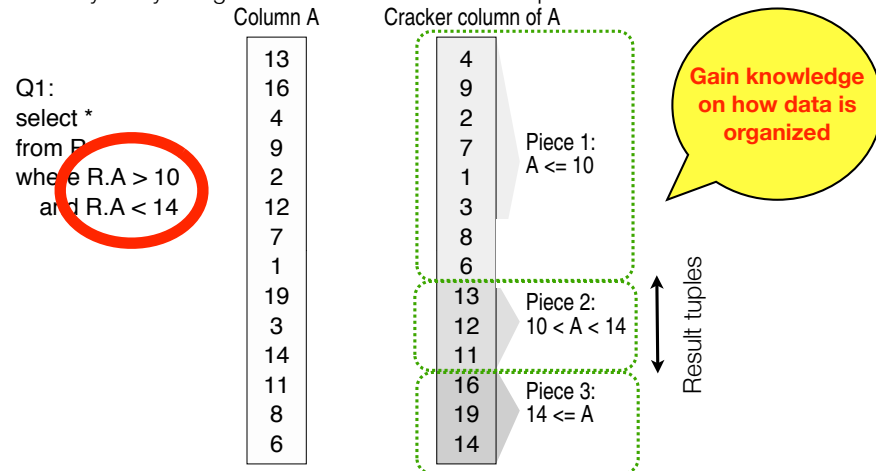 Column A
Cracker column of A
Q1:
select *
from R
where R.A > 10
and R.A < 14
13
16
4
9
2
12
7
1
19
3
14
11
8
6
4
9
2
7
1
3
8
6
13
12
11
16
19
14
Piece 1:
A <= 10
Piece 2:
10 < A < 14
Piece 3:
14 <= A
Result tuples
Gain knowledge
on how data is
organized